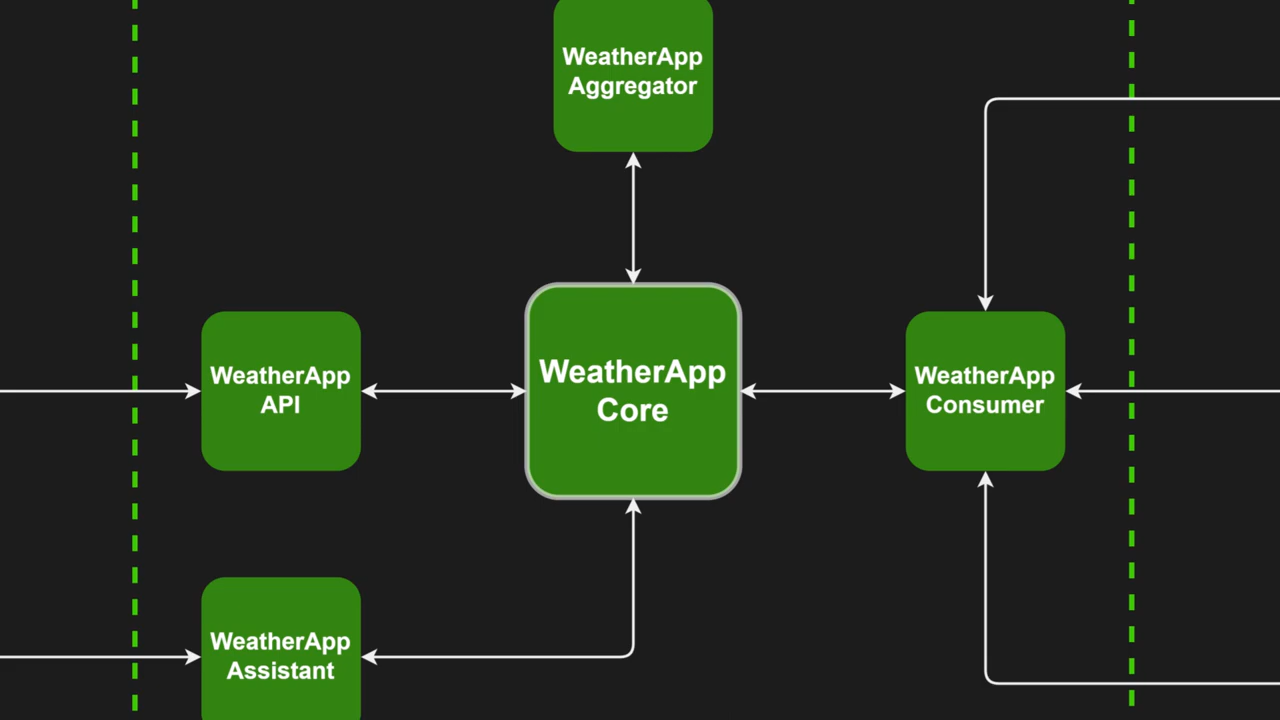 WeatherApp
Aggregator
WeatherApp
API
WeatherApp
Core
WeatherApp
Consumer
WeatherApp
Assistant